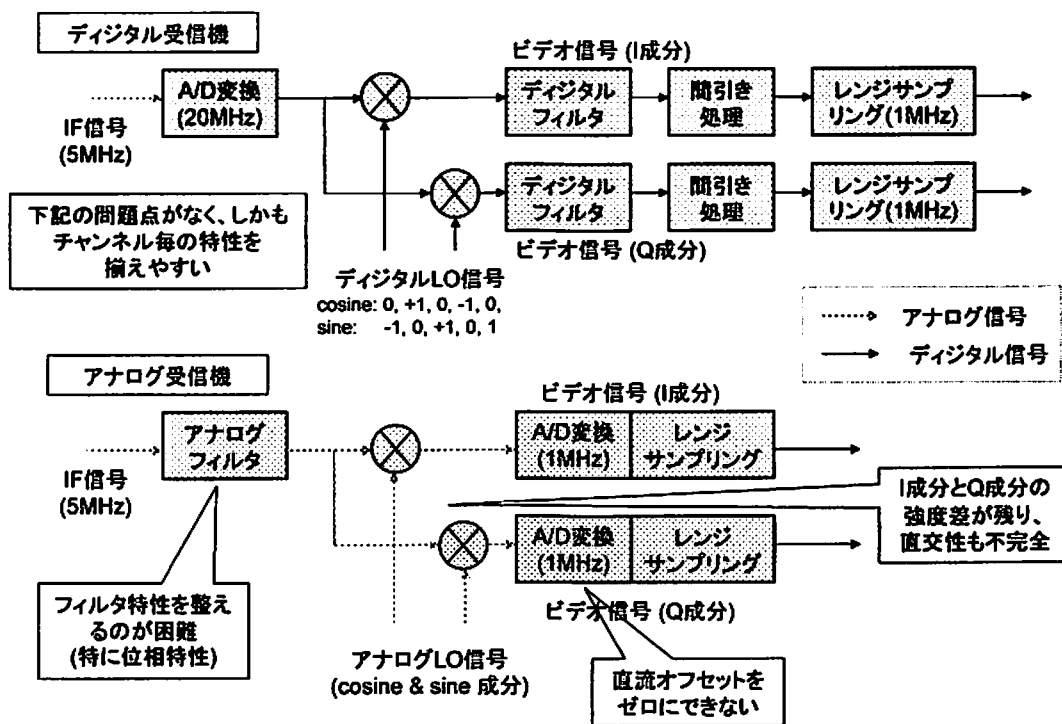 ディジタル受信機
ビデオ信号 (I成分)
A/D変換
(20MHz)
IF信号
(5MHz)
ディジタル
フィルタ
間引き
処理
レンジサンプ
リング(1MHz)
ディジタル
フィルタ
間引き
処理
レンジサンプ
リング(1MHz)
ビデオ信号 (Q成分)
下記の問題点がなく、しかも
チャンネル毎の特性を
揃えやすい
ディジタルLO信号
cosine: 0, +1, 0, -1, 0,
sine: -1, 0, +1, 0, 1
アナログ信号
ディジタル信号
アナログ受信機
ビデオ信号 (I成分)
アナログ
フィルタ
IF信号
(5MHz)
A/D変換
(1MHz)
レンジ
サンプリング
A/D変換
(1MHz)
レンジ
サンプリング
ビデオ信号 (Q成分)
I成分とQ成分の
強度差が残り、
直交性も不完全
フィルタ特性を整え
るのが困難
(特に位相特性)
アナログLO信号
(cosine & sine 成分)
直流オフセットを
ゼロにできない